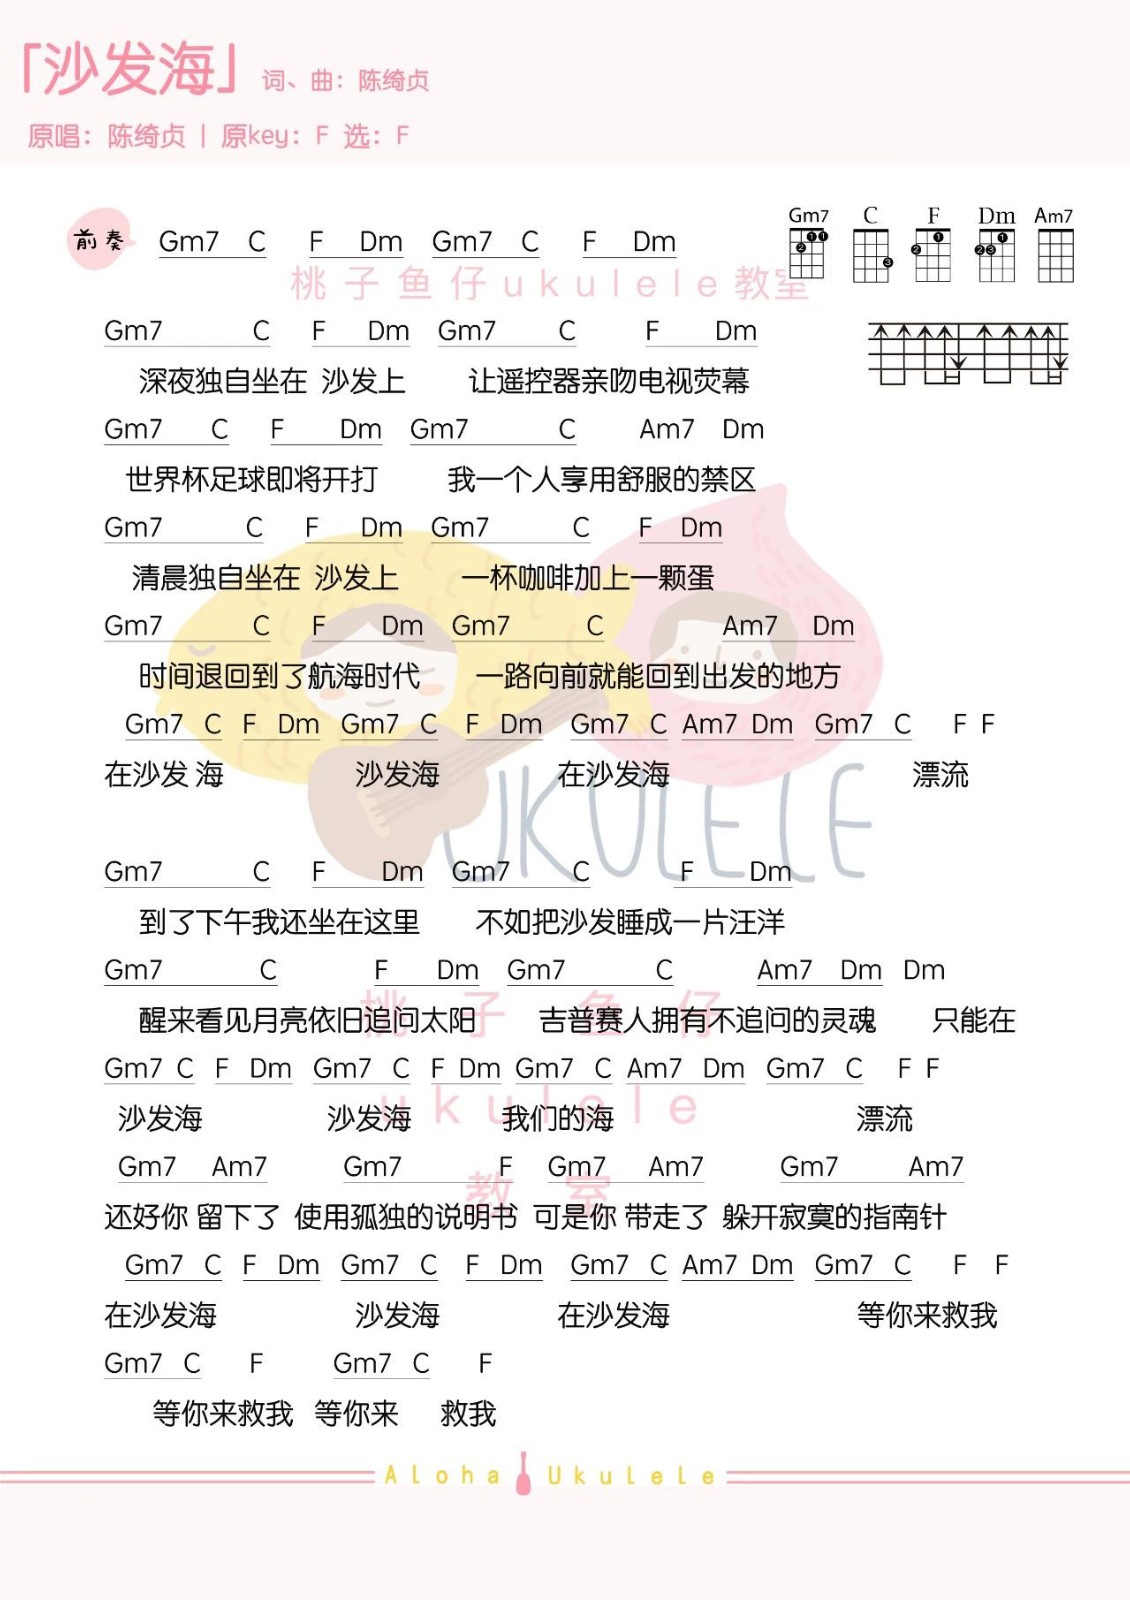 「沙发海」 词、曲：陈绮贞
原唱：陈绮贞 | 原key：F 选：F
前奏 Gm7 C F Dm Gm7 C F Dm
Gm7 C F Dm Am7
桃子鱼仔ukulele教室
Gm7 C F Dm Gm7 C F Dm
深夜独自坐在 沙发上 让遥控器亲吻电视荧幕
Gm7 C F Dm Gm7 C Am7 Dm
世界杯足球即将开打 我一个人享用舒服的禁区
Gm7 C F Dm Gm7 C F Dm
清晨独自坐在 沙发上 一杯咖啡加上一颗蛋
Gm7 C F Dm Gm7 C Am7 Dm
时间退回到了航海时代 一路向前就能回到出发的地方
Gm7 C F Dm Gm7 C F Dm Gm7 C Am7 Dm Gm7 C F F
在沙发 海 沙发海 在沙发海 漂流
UKULELE
Gm7 C F Dm Gm7 C F Dm
到了下午我还坐在这里 不如把沙发睡成一片汪洋
Gm7 C F Dm Gm7 C Am7 Dm Dm
桃子鱼仔
醒来看见月亮依旧追问太阳 吉普赛人拥有不追问的灵魂 只能在
Gm7 C F Dm Gm7 C F Dm Gm7 C Am7 Dm Gm7 C F F
ukulele
沙发海 沙发海 我们的海 漂流
Gm7 Am7 Gm7 F Gm7 Am7 Gm7 Am7
教室
还好你 留下了 使用孤独的说明书 可是你 带走了 躲开寂寞的指南针
Gm7 C F Dm Gm7 C F Dm Gm7 C Am7 Dm Gm7 C F F
在沙发海 沙发海 在沙发海 等你来救我
Gm7 C F Gm7 C F
等你来救我 等你来 救我
Aloha Ukulele